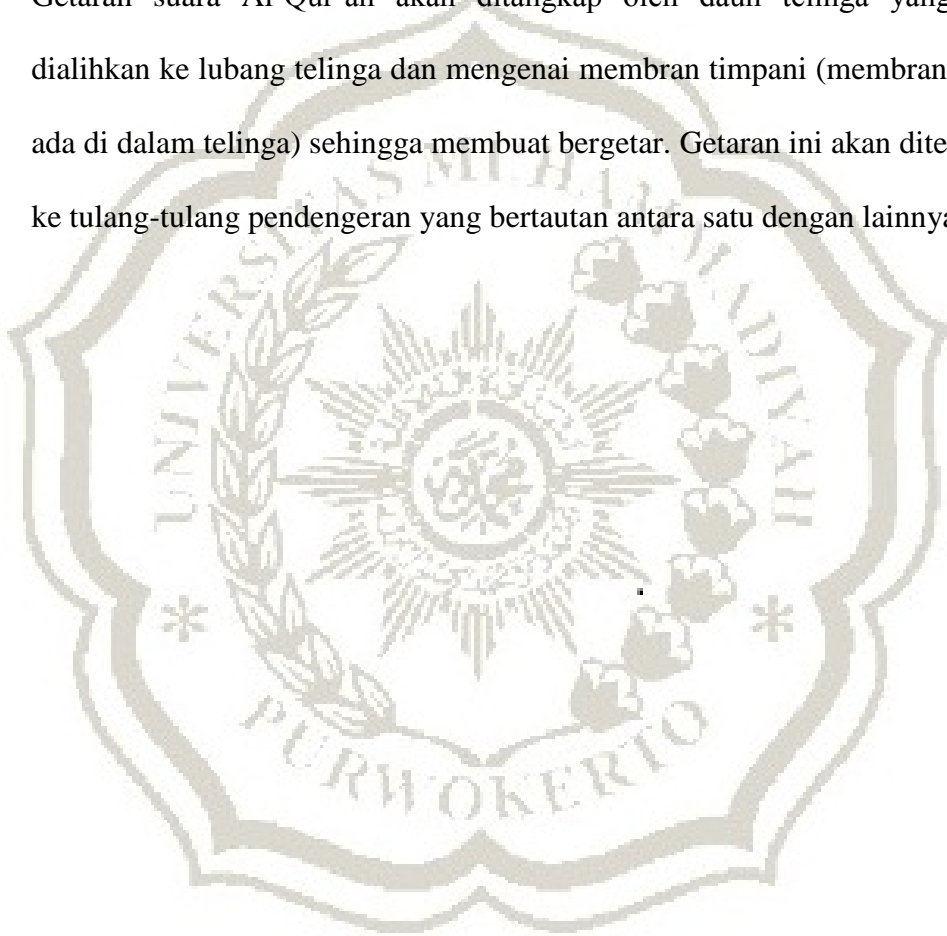 Getaran suara Al-Qur'an akan ditangkap oleh daun telinga yang
dialihkan ke lubang telinga dan mengenai membran timpani (membran
ada di dalam telinga) sehingga membuat bergetar. Getaran ini akan
ke tulang-tulang pendengeran yang bertautan antara satu dengan lainnya
UNIVERSITAS MUHAMMADIYAH
PURWOKERTO